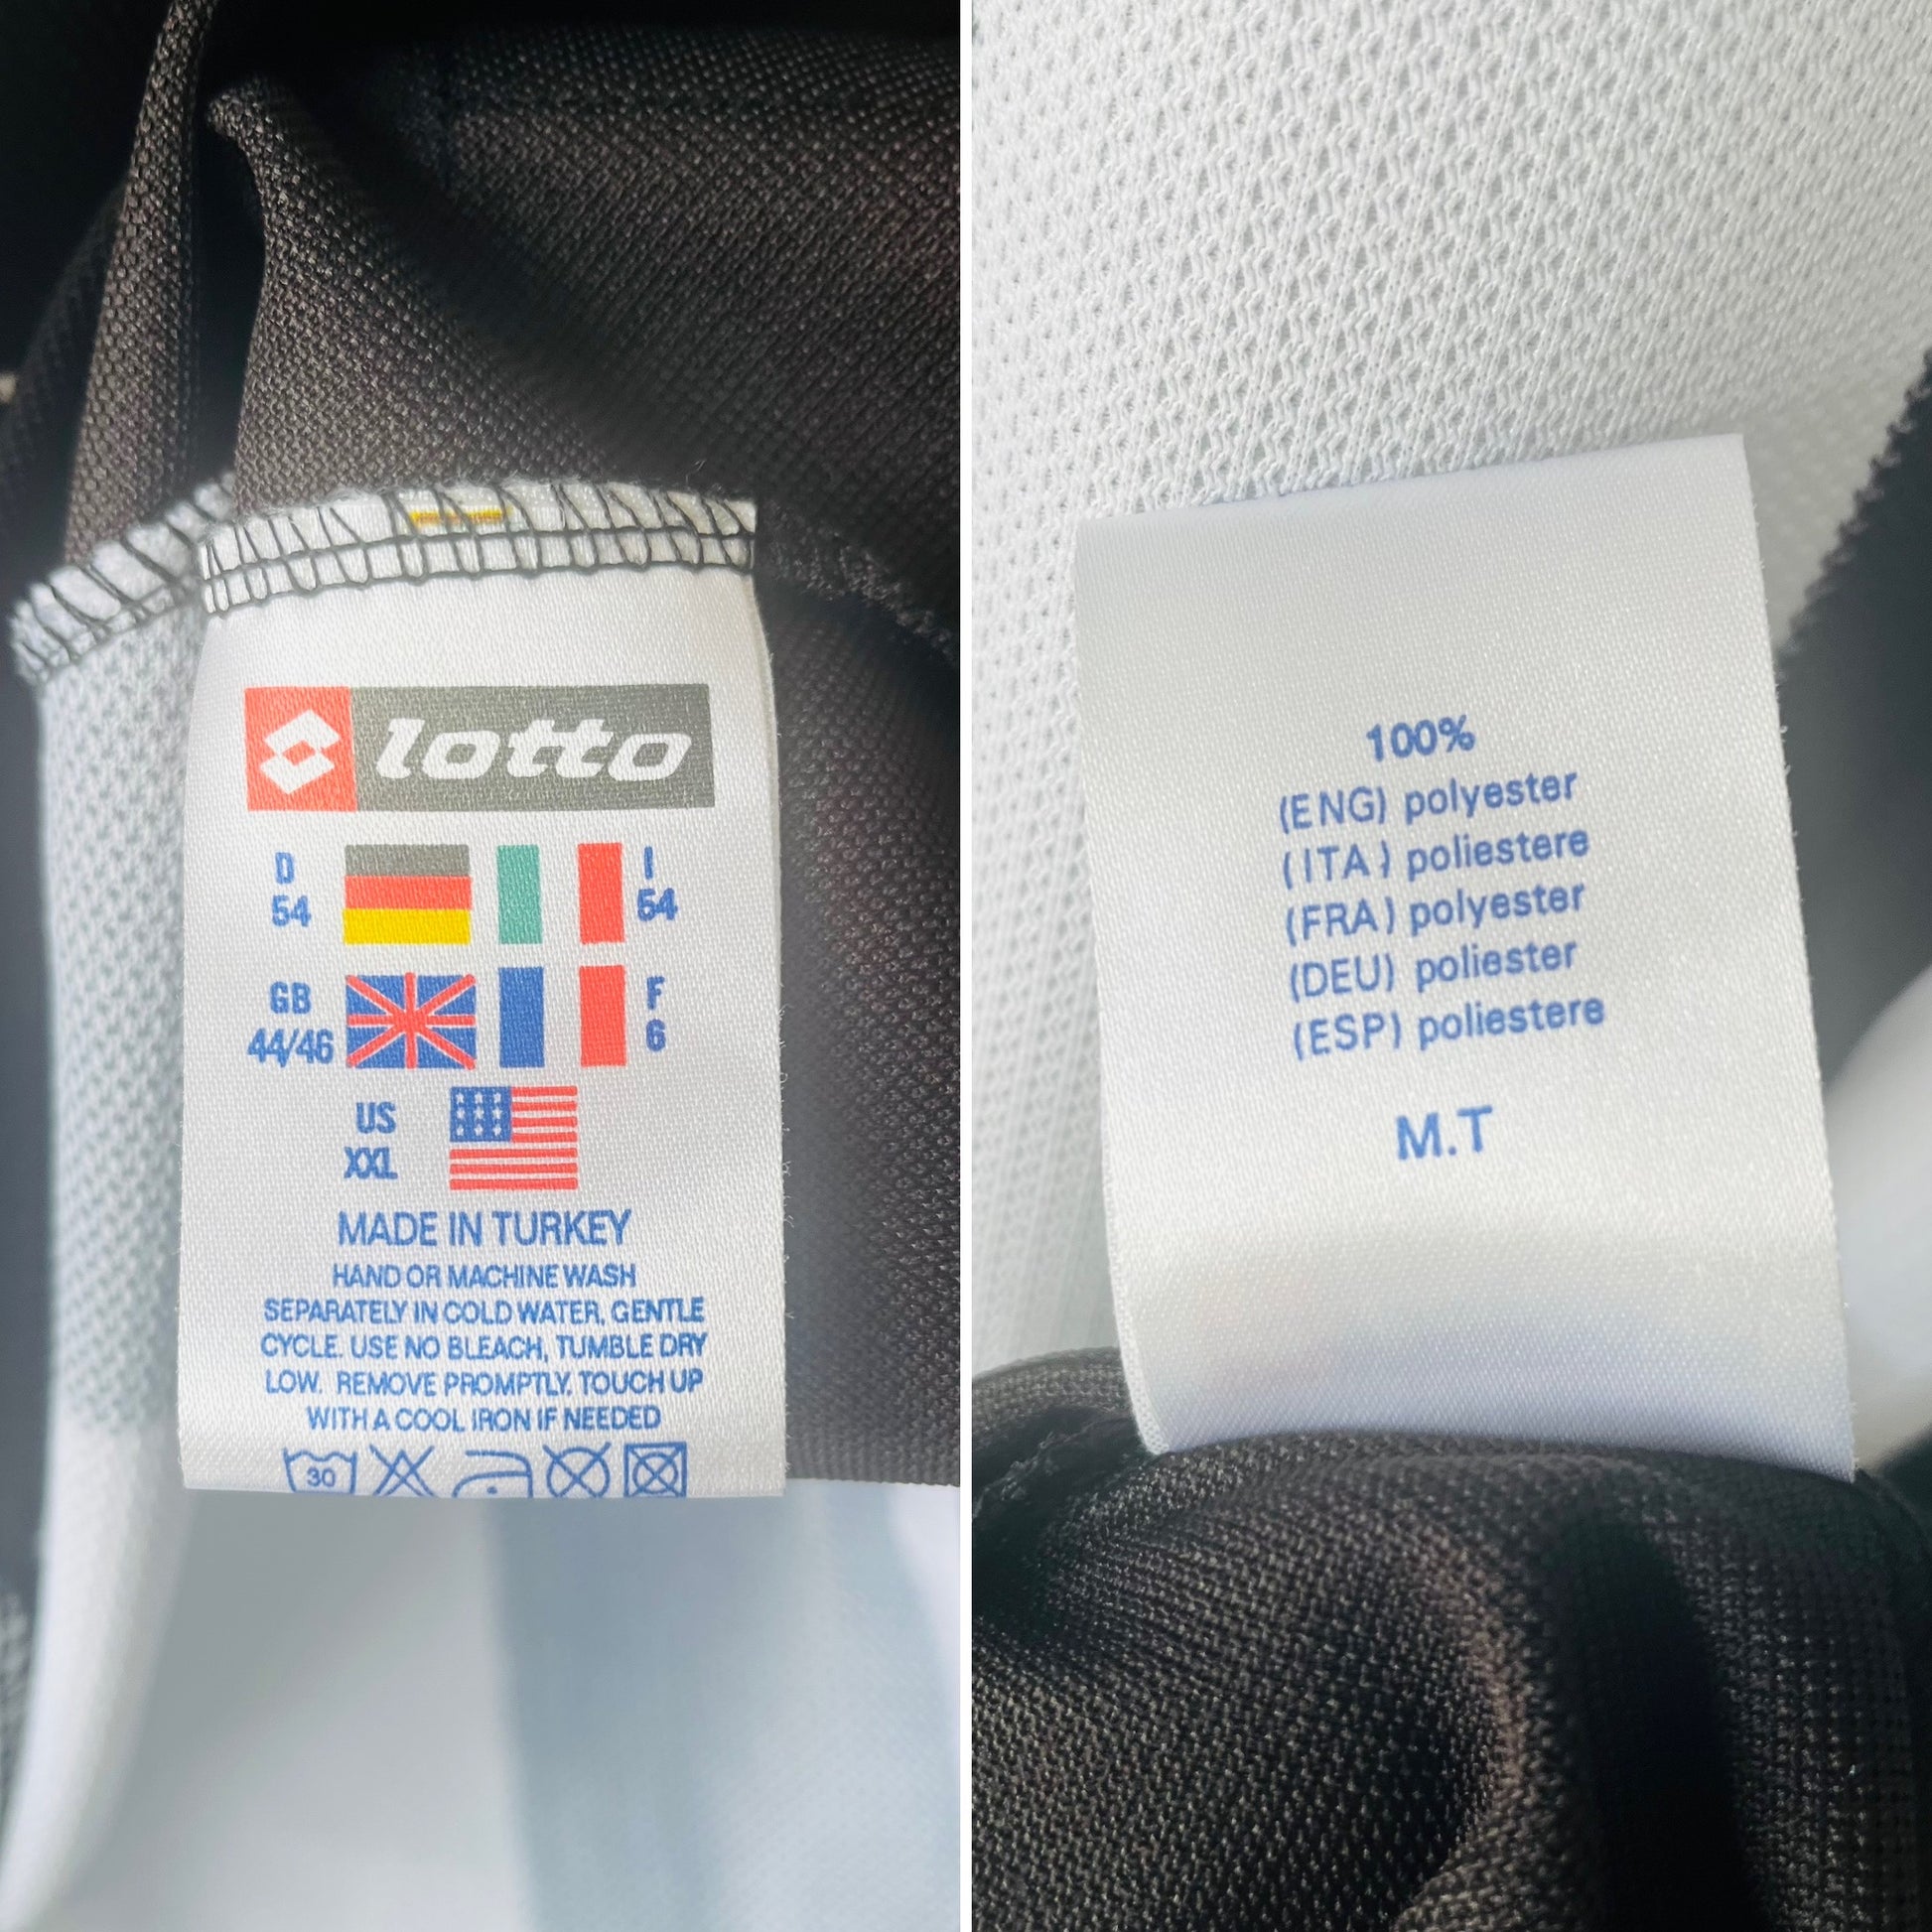 lotto
D
54
I
54
GB
44/46
F
6
US
XXL
MADE IN TURKEY
HAND OR MACHINE WASH
SEPARATELY IN COLD WATER, GENTLE
CYCLE. USE NO BLEACH, TUMBLE DRY
LOW. REMOVE PROMPTLY. TOUCH UP
WITH A COOL IRON IF NEEDED
30
100%
(ENG) polyester
(ITA) poliestere
(FRA) polyester
(DEU) poliester
(ESP) poliestere
M.T